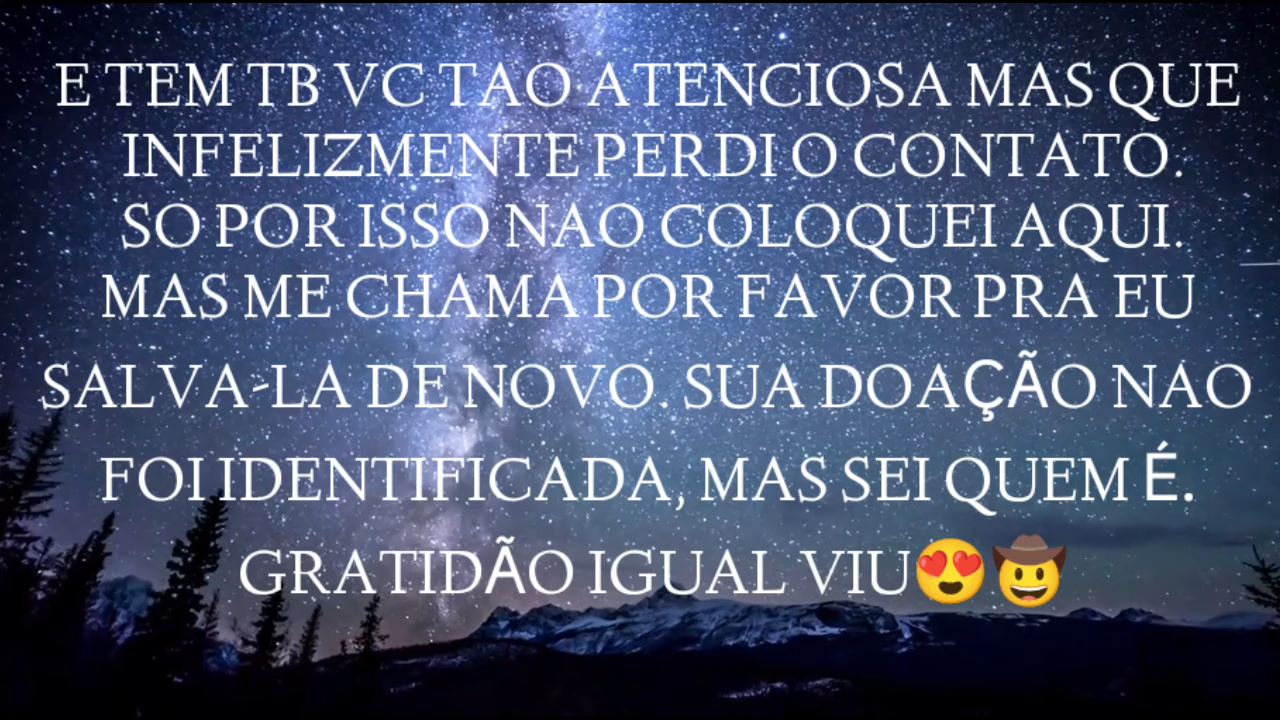 E TEM TB VC TAO ATENCIOSA MAS QUE
INFELIZMENTE PERDI O CONTATO.
SO POR ISSO NAO COLOQUEI AQUI.
MAS ME CHAMA POR FAVOR PRA EU
SALVA-LA DE NOVO. SUA DOAÇÃO NAO
FOI IDENTIFICADA, MAS SEI QUEM É.
GRATIDÃO IGUAL VIU😍🤠